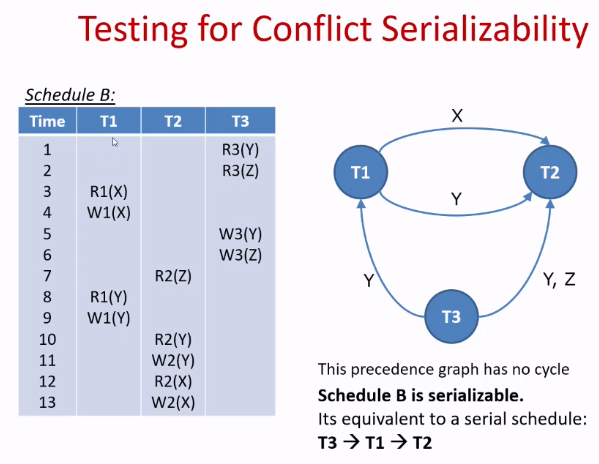 Testing for Conflict Serializability
Schedule B:
Time T1 T2 T3
1 R3(Y)
2 R3(Z)
3 R1(X)
4 W1(X)
5 W3(Y)
6 W3(Z)
7 R2(Z)
8 R1(Y)
9 W1(Y)
10 R2(Y)
11 W2(Y)
12 R2(X)
13 W2(X)
X
T1 T2
Y
Y Y, Z
T3
This precedence graph has no cycle
Schedule B is serializable.
Its equivalent to a serial schedule:
T3 → T1 → T2